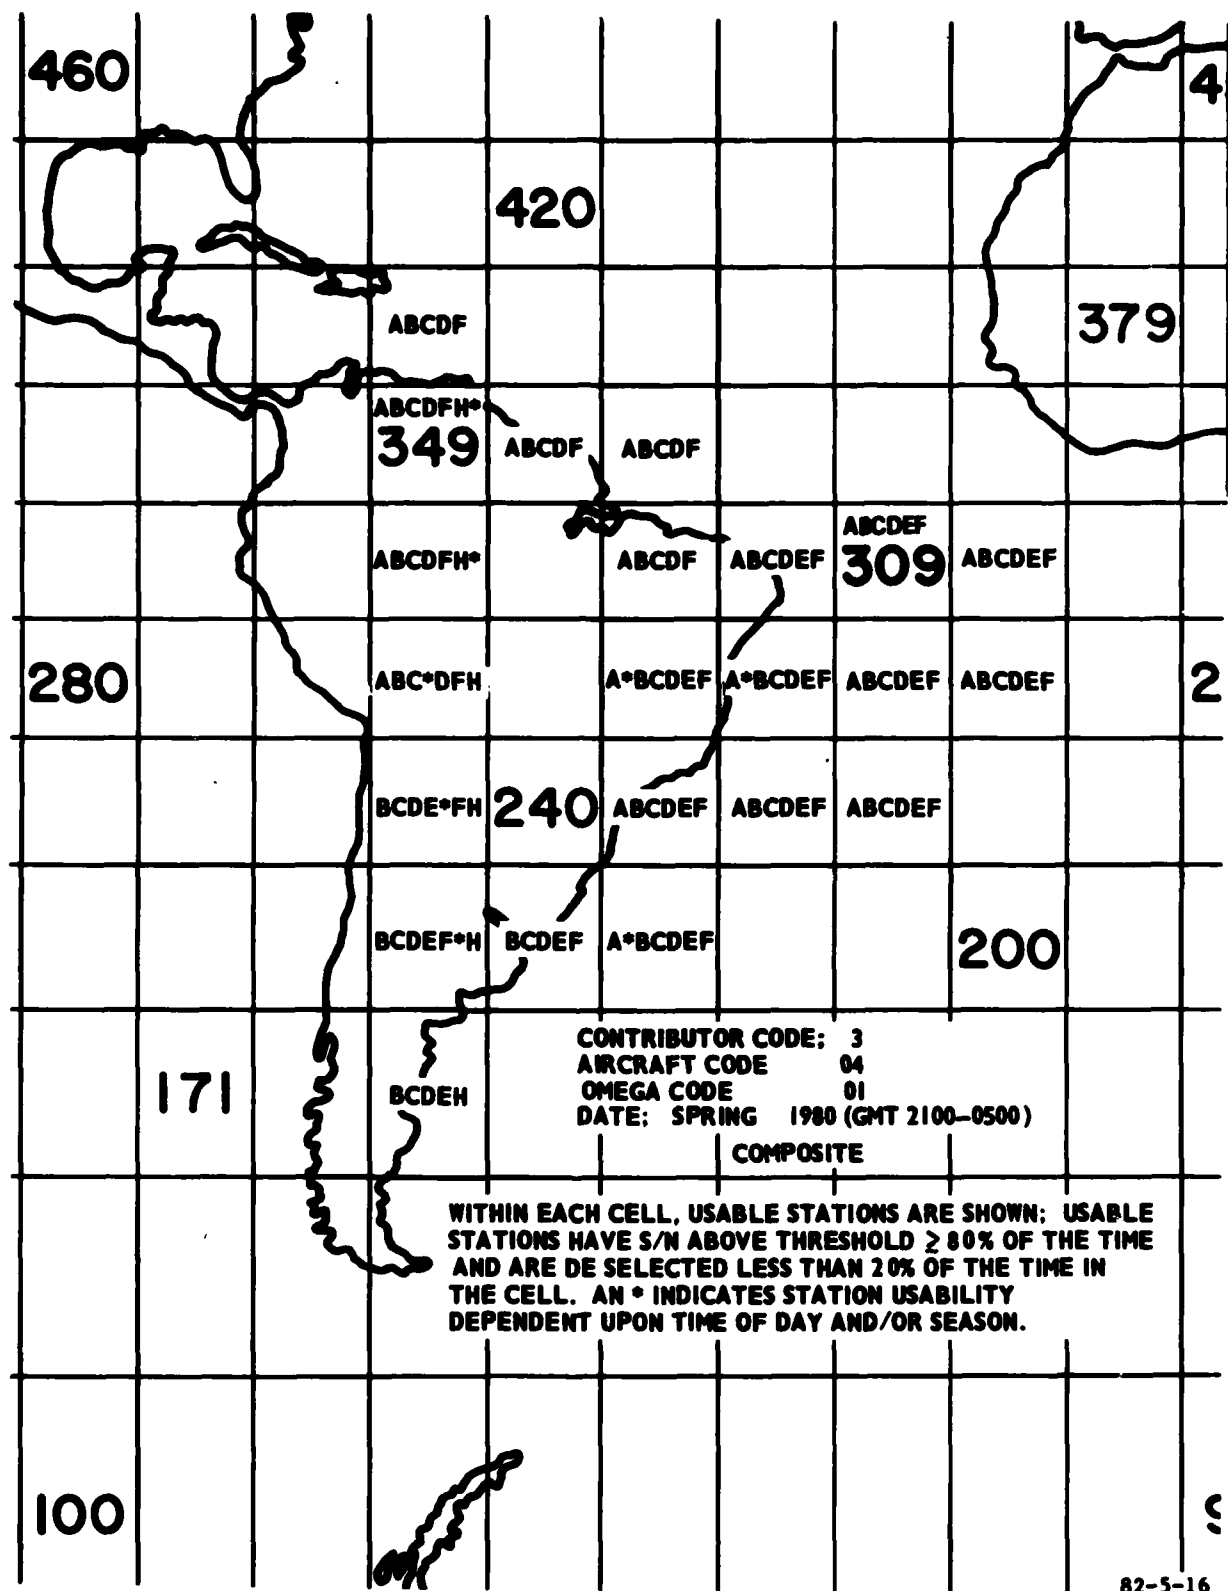 460
4
420
ABCDF
379
ABCDFH*
349
ABCDF
ABCDF
ABCDEF
ABCDFH*
ABCDF
ABCDEF
309
ABCDEF
280
ABC*DFH
A*BCDEF
A*BCDEF
ABCDEF
ABCDEF
2
BCDE*FH
240
ABCDEF
ABCDEF
ABCDEF
BCDEF*H
BCDEF
A*BCDEF
200
CONTRIBUTOR CODE: 3
AIRCRAFT CODE 04
OMEGA CODE 01
DATE: SPRING 1980 (GMT 2100-0500)
COMPOSITE
171
BCDEH
WITHIN EACH CELL, USABLE STATIONS ARE SHOWN: USABLE
STATIONS HAVE S/N ABOVE THRESHOLD ≥ 80% OF THE TIME
AND ARE DE SELECTED LESS THAN 20% OF THE TIME IN
THE CELL. AN * INDICATES STATION USABILITY
DEPENDENT UPON TIME OF DAY AND/OR SEASON.
100
82-5-16